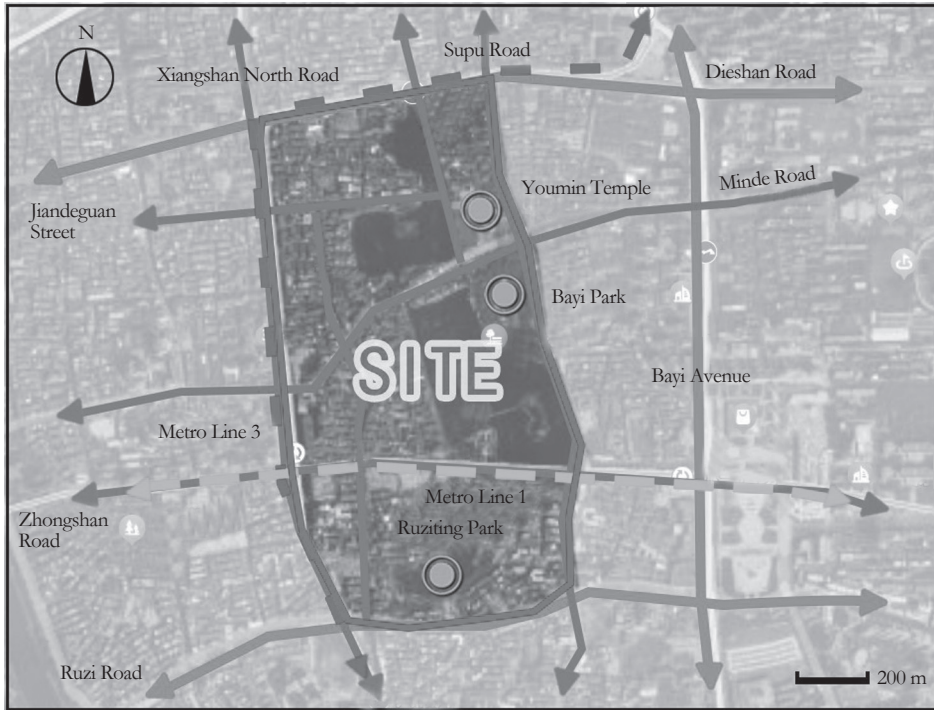 N
Supu Road
Xiangshan North Road
Dieshan Road
Youmin Temple
Minde Road
Jiandeguan
Street
Bayi Park
SITE
Bayi Avenue
Metro Line 3
Metro Line 1
Zhongshan
Road
Ruziting Park
Ruzi Road
200 m